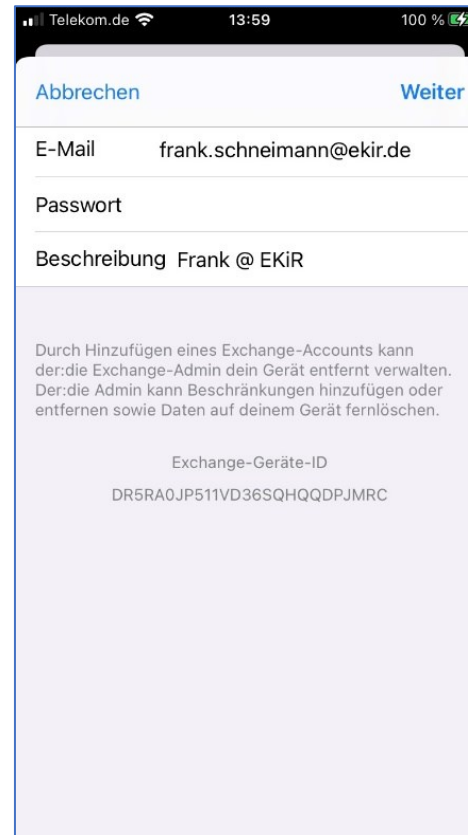 Telekom.de 13:59 100 %
Abbrechen Weiter
E-Mail frank.schneimann@ekir.de
Passwort
Beschreibung Frank @ EKiR
Durch Hinzufügen eines Exchange-Accounts kann
der:die Exchange-Admin dein Gerät entfernt verwalten.
Der:die Admin kann Beschränkungen hinzufügen oder
entfernen sowie Daten auf deinem Gerät fernlöschen.
Exchange-Geräte-ID
DR5RA0JP511VD36SQHQQDPJMRC